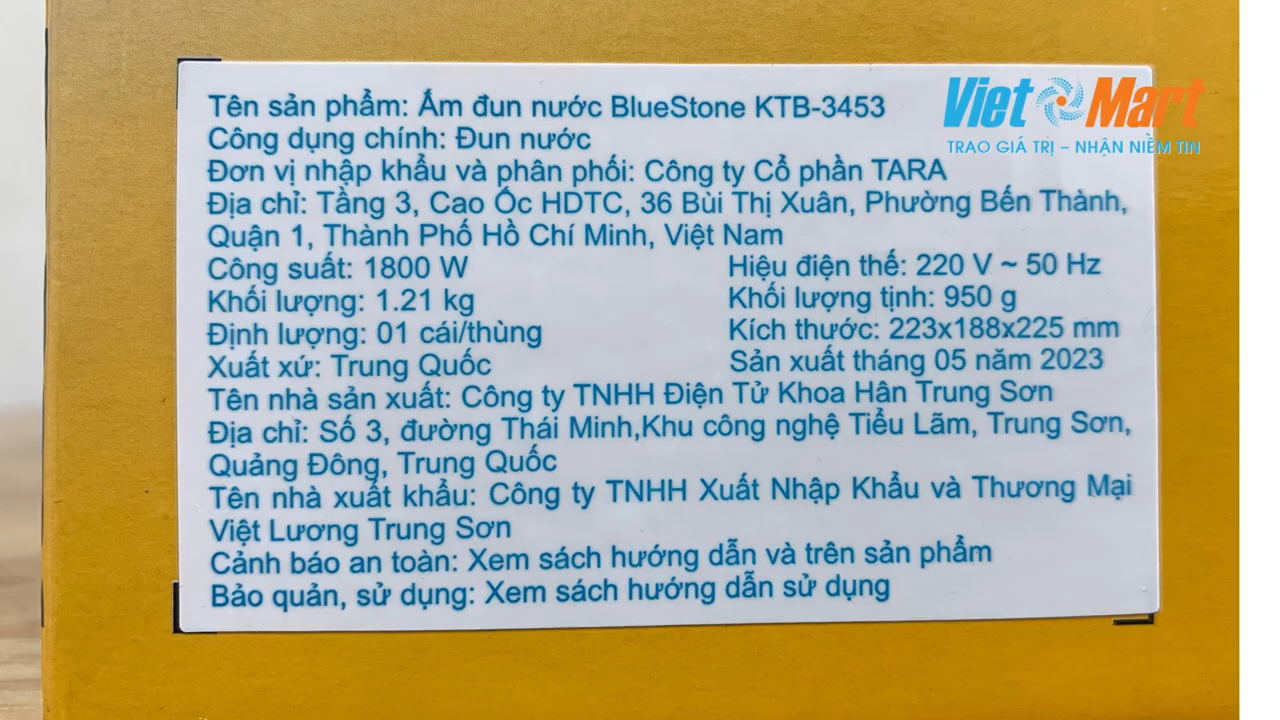 Viet Mart
TRAO GIÁ TRỊ – NHẬN NIỀM TIN
Tên sản phẩm: Ấm đun nước BlueStone KTB-3453
Công dụng chính: Đun nước
Đơn vị nhập khẩu và phân phối: Công ty Cổ phần TARA
Địa chỉ: Tầng 3, Cao Ốc HDTC, 36 Bùi Thị Xuân, Phường Bến Thành,
Quận 1, Thành Phố Hồ Chí Minh, Việt Nam
Công suất: 1800 W Hiệu điện thế: 220 V ~ 50 Hz
Khối lượng: 1.21 kg Khối lượng tịnh: 950 g
Định lượng: 01 cái/thùng Kích thước: 223x188x225 mm
Xuất xứ: Trung Quốc Sản xuất tháng 05 năm 2023
Tên nhà sản xuất: Công ty TNHH Điện Tử Khoa Hân Trung Sơn
Địa chỉ: Số 3, đường Thái Minh,Khu công nghệ Tiểu Lãm, Trung Sơn,
Quảng Đông, Trung Quốc
Tên nhà xuất khẩu: Công ty TNHH Xuất Nhập Khẩu và Thương Mại
Việt Lương Trung Sơn
Cảnh báo an toàn: Xem sách hướng dẫn và trên sản phẩm
Bảo quản, sử dụng: Xem sách hướng dẫn sử dụng